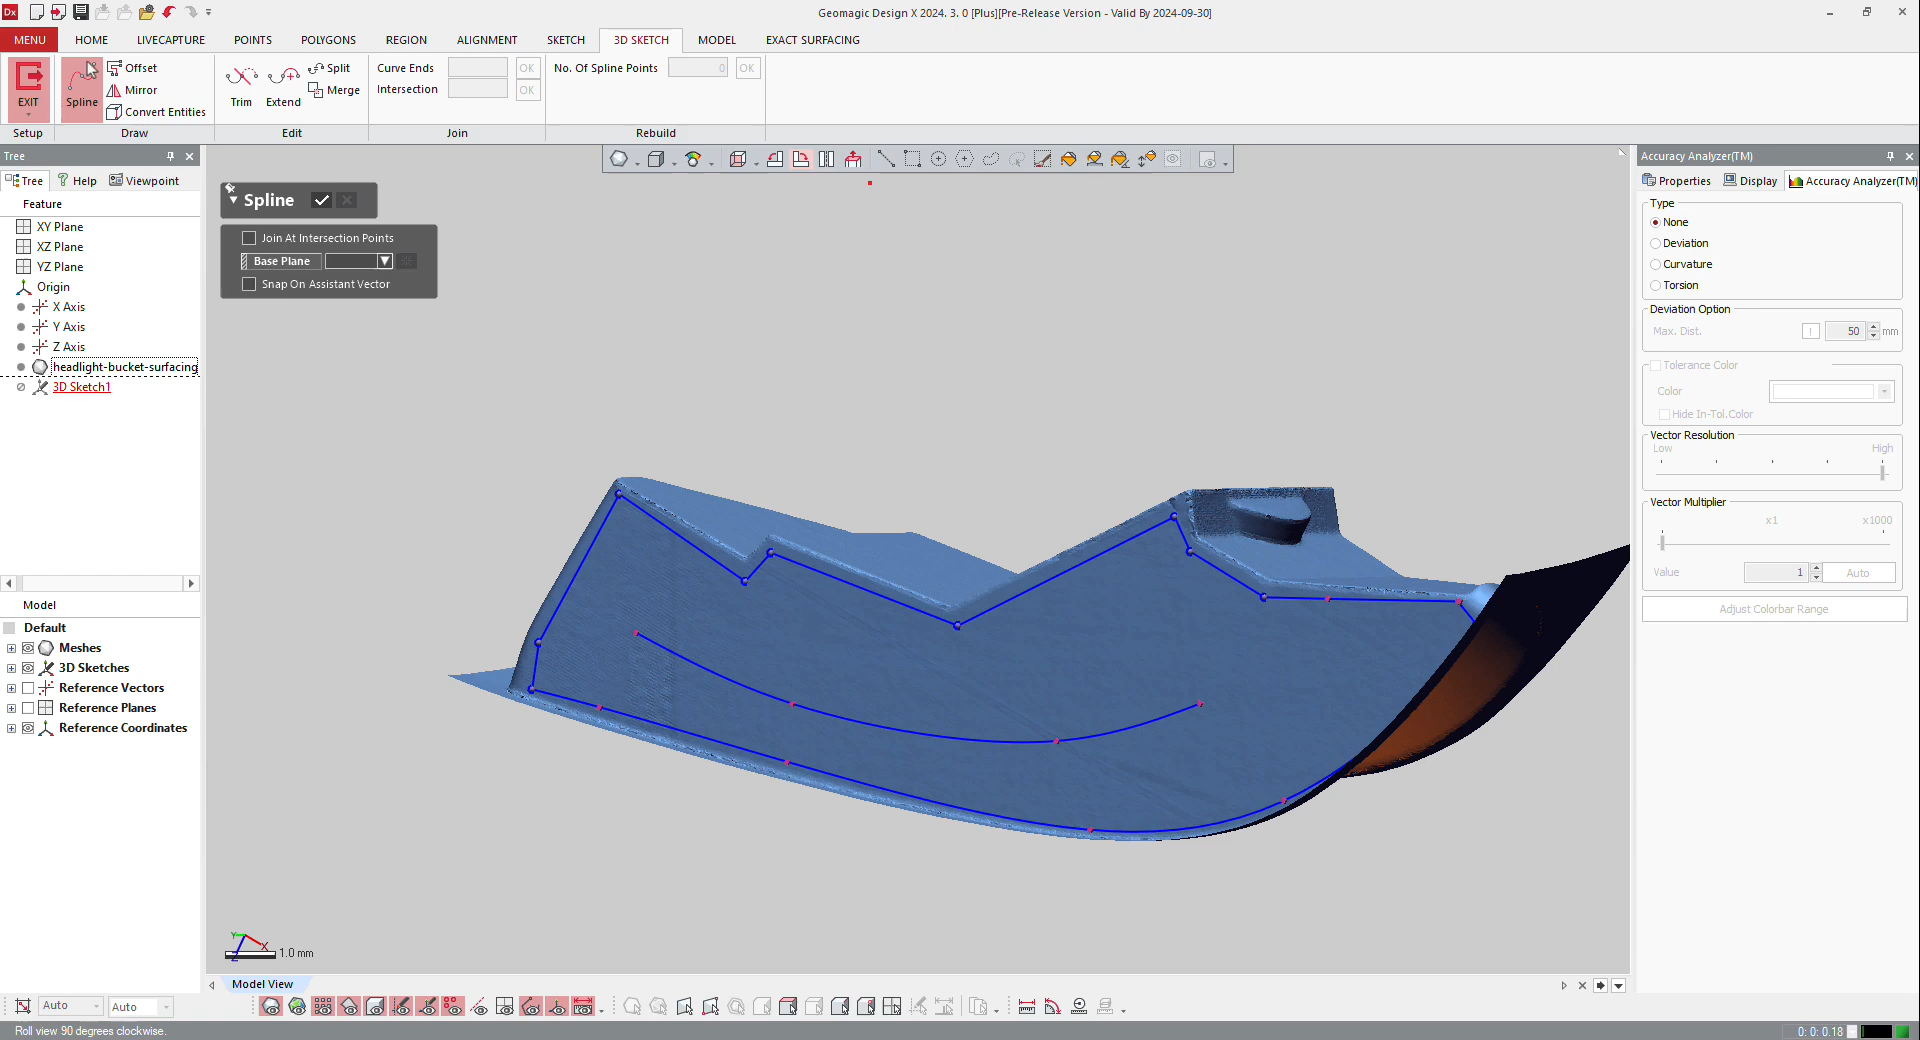 Dx
Geomagic Design X 2024. 3. 0 [Plus][Pre-Release Version - Valid By 2024-09-30]
MENU HOME LIVECAPTURE POINTS POLYGONS REGION ALIGNMENT SKETCH 3D SKETCH MODEL EXACT SURFACING
EXIT Spline Offset Mirror Convert Entities
Trim Extend Split Merge
Curve Ends OK
Intersection OK
No. Of Spline Points 0 OK
Setup Draw Edit Join Rebuild
Tree
Tree Help Viewpoint
Feature
XY Plane
XZ Plane
YZ Plane
Origin
X Axis
Y Axis
Z Axis
headlight-bucket-surfacing
3D Sketch1
Model
Default
Meshes
3D Sketches
Reference Vectors
Reference Planes
Reference Coordinates
Spline
Join At Intersection Points
Base Plane
Snap On Assistant Vector
Y X Z
1.0 mm
Model View
Accuracy Analyzer(TM)
Properties Display Accuracy Analyzer(TM)
Type
None
Deviation
Curvature
Torsion
Deviation Option
Max. Dist. 50 mm
Tolerance Color
Color
Hide In-Tol.Color
Vector Resolution
Low High
Vector Multiplier
x1 x1000
Value 1 Auto
Adjust Colorbar Range
Auto Auto
Roll view 90 degrees clockwise.
0: 0: 0.18